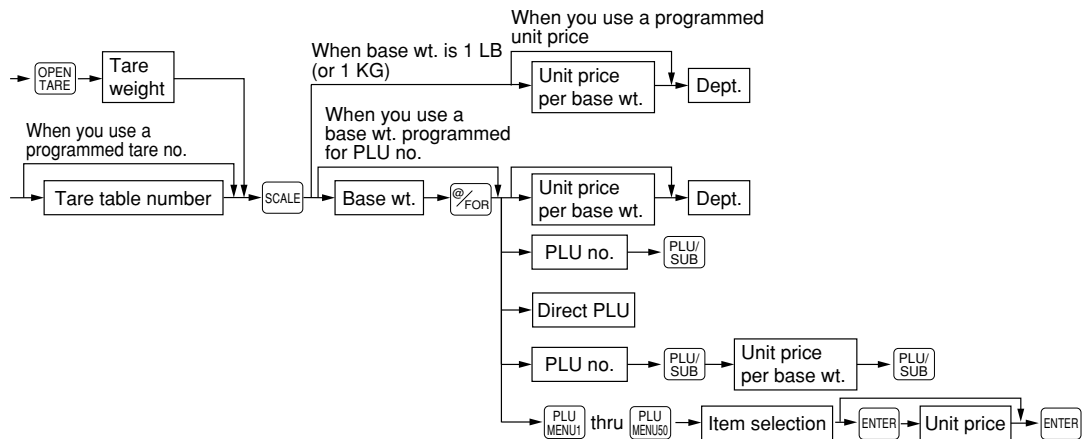 When you use a programmed
unit price
When base wt. is 1 LB
(or 1 KG)
OPEN
TARE
Tare
weight
Unit price
per base wt.
Dept.
When you use a
programmed tare no.
When you use a
base wt. programmed
for PLU no.
Tare table number
SCALE
Base wt.
@/FOR
Unit price
per base wt.
Dept.
PLU no.
PLU/
SUB
Direct PLU
PLU no.
PLU/
SUB
Unit price
per base wt.
PLU/
SUB
PLU
MENU1
thru
PLU
MENU50
Item selection
ENTER
Unit price
ENTER